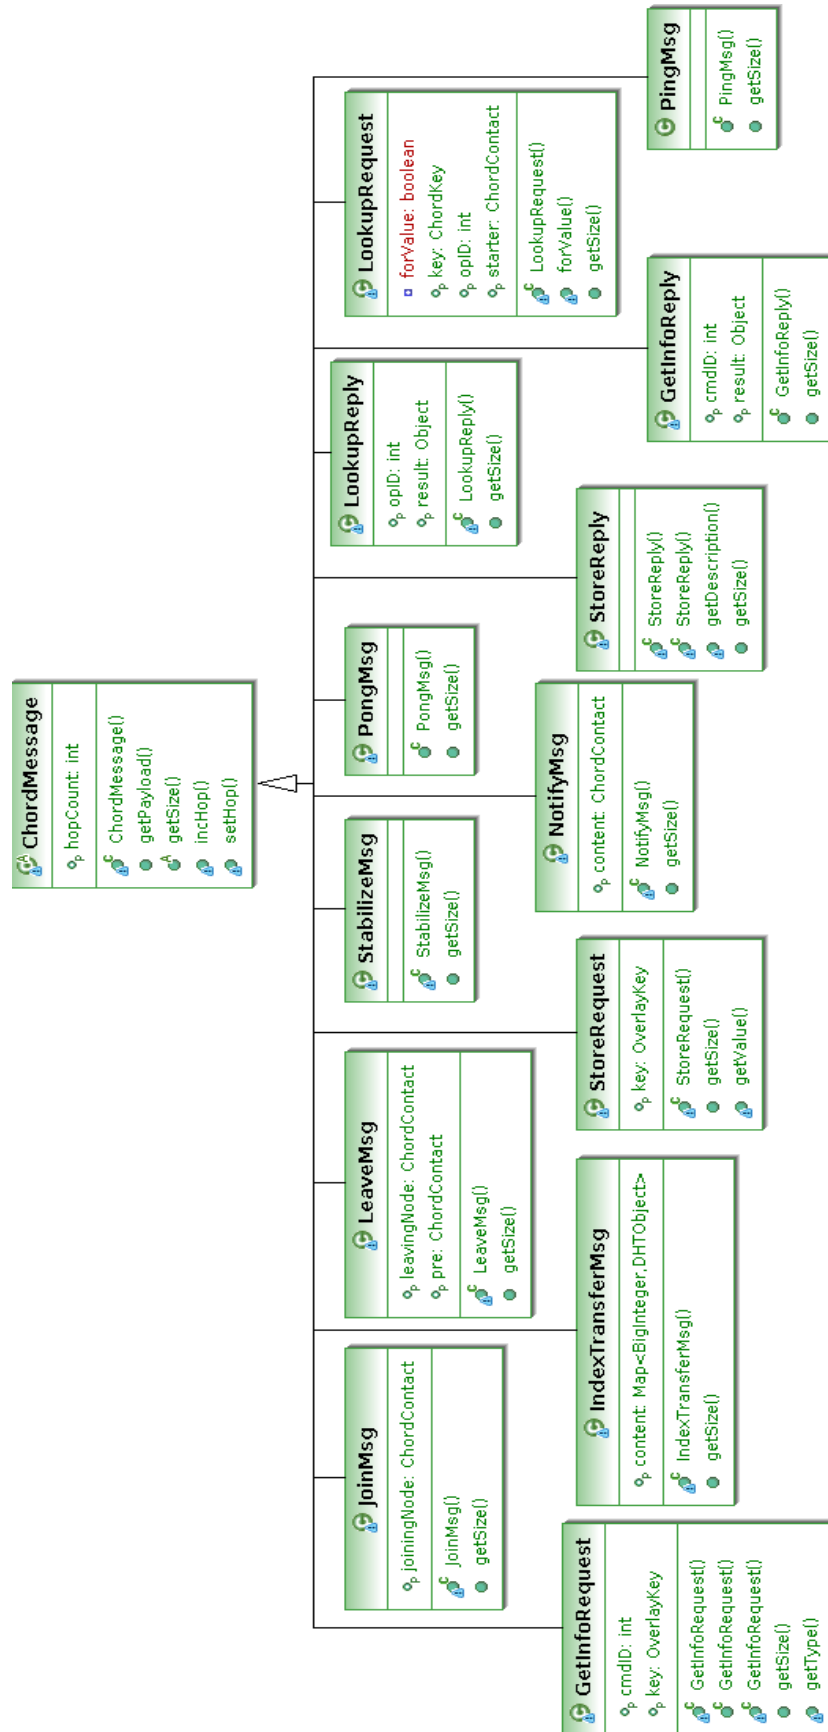 ChordMessage
hopCount: int
ChordMessage()
getPayload()
getSize()
incHop()
setHop()
JoinMsg
joiningNode: ChordContact
JoinMsg()
getSize()
LeaveMsg
leavingNode: ChordContact
pre: ChordContact
LeaveMsg()
getSize()
StabilizeMsg
StabilizeMsg()
getSize()
PongMsg
PongMsg()
getSize()
LookupReply
opID: int
result: Object
LookupReply()
getSize()
LookupRequest
forValue: boolean
key: ChordKey
opID: int
starter: ChordContact
LookupRequest()
forValue()
getSize()
GetInfoRequest
cmdID: int
key: OverlayKey
GetInfoRequest()
GetInfoRequest()
GetInfoRequest()
getSize()
getType()
IndexTransferMsg
content: Map<BigInteger,DHTObject>
IndexTransferMsg()
getSize()
StoreRequest
key: OverlayKey
StoreRequest()
getSize()
getValue()
NotifyMsg
content: ChordContact
NotifyMsg()
getSize()
StoreReply
StoreReply()
StoreReply()
getDescription()
getSize()
GetInfoReply
cmdID: int
result: Object
GetInfoReply()
getSize()
PingMsg
PingMsg()
getSize()